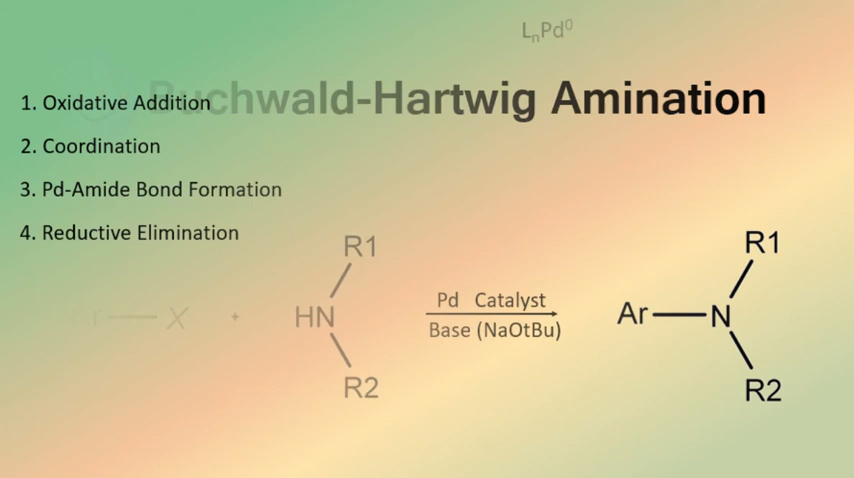 LnPd0
Buchwald-Hartwig Amination
1. Oxidative Addition
2. Coordination
3. Pd-Amide Bond Formation
4. Reductive Elimination
R1
Ar X + HN
R2
Pd Catalyst
Base (NaOtBu)
R1
Ar N
R2